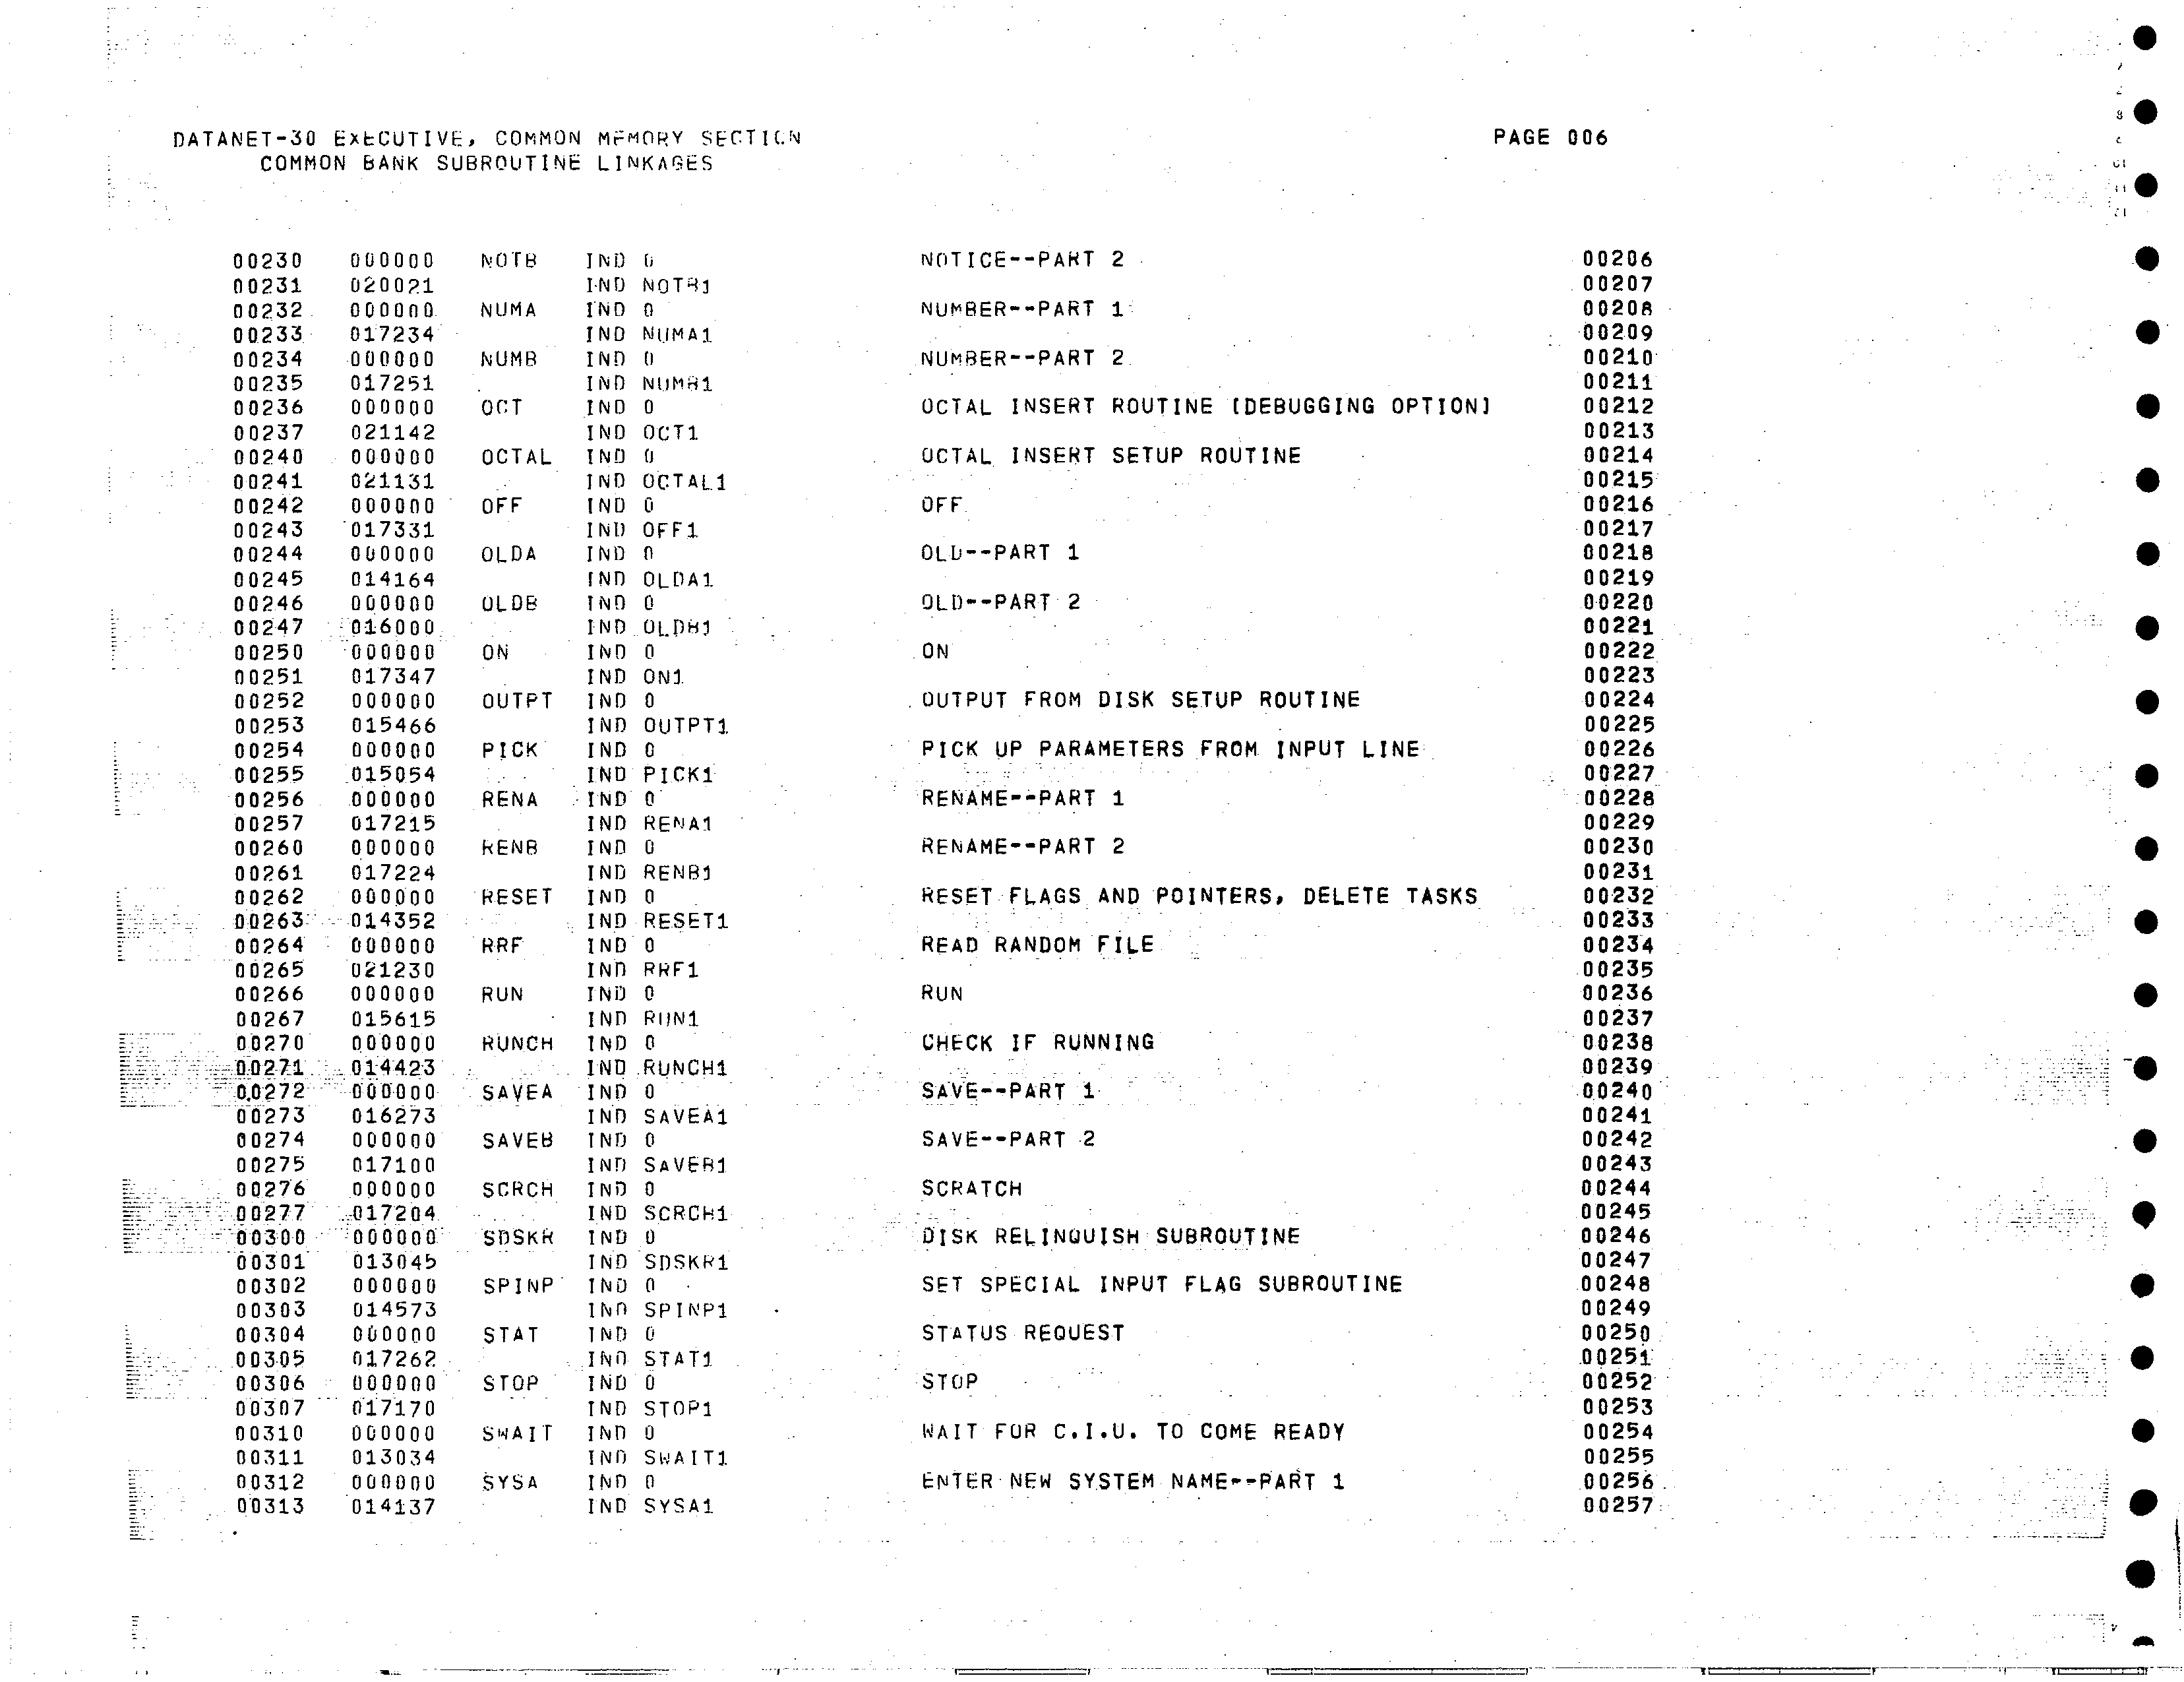 DATANET-30 EXECUTIVE, COMMON MEMORY SECTION PAGE 006
COMMON BANK SUBROUTINE LINKAGES
00230 000000 NOTB IND 0 NOTICE--PART 2 00206
00231 020021 IND NOTB1 00207
00232 000000 NUMA IND 0 NUMBER--PART 1 00208
00233 017234 IND NUMA1 00209
00234 000000 NUMB IND 0 NUMBER--PART 2 00210
00235 017251 IND NUMB1 00211
00236 000000 OCT IND 0 OCTAL INSERT ROUTINE [DEBUGGING OPTION] 00212
00237 021142 IND OCT1 00213
00240 000000 OCTAL IND 0 OCTAL INSERT SETUP ROUTINE 00214
00241 021131 IND OCTAL1 00215
00242 000000 OFF IND 0 OFF 00216
00243 017331 IND OFF1 00217
00244 000000 OLDA IND 0 OLD--PART 1 00218
00245 014164 IND OLDA1 00219
00246 000000 OLDB IND 0 OLD--PART 2 00220
00247 016000 IND OLDB1 00221
00250 000000 ON IND 0 ON 00222
00251 017347 IND ON1 00223
00252 000000 OUTPT IND 0 OUTPUT FROM DISK SETUP ROUTINE 00224
00253 015466 IND OUTPT1 00225
00254 000000 PICK IND 0 PICK UP PARAMETERS FROM INPUT LINE 00226
00255 015054 IND PICK1 00227
00256 000000 RENA IND 0 RENAME--PART 1 00228
00257 017215 IND RENA1 00229
00260 000000 RENB IND 0 RENAME--PART 2 00230
00261 017224 IND RENB1 00231
00262 000000 RESET IND 0 RESET FLAGS AND POINTERS, DELETE TASKS 00232
00263 014352 IND RESET1 00233
00264 000000 RRF IND 0 READ RANDOM FILE 00234
00265 021230 IND RRF1 00235
00266 000000 RUN IND 0 RUN 00236
00267 015615 IND RUN1 00237
00270 000000 RUNCH IND 0 CHECK IF RUNNING 00238
00271 014423 IND RUNCH1 00239
00272 000000 SAVEA IND 0 SAVE--PART 1 00240
00273 016273 IND SAVEA1 00241
00274 000000 SAVEB IND 0 SAVE--PART 2 00242
00275 017100 IND SAVEB1 00243
00276 000000 SCRCH IND 0 SCRATCH 00244
00277 017204 IND SCRCH1 00245
00300 000000 SDSKR IND 0 DISK RELINQUISH SUBROUTINE 00246
00301 013045 IND SDSKR1 00247
00302 000000 SPINP IND 0 SET SPECIAL INPUT FLAG SUBROUTINE 00248
00303 014573 IND SPINP1 00249
00304 000000 STAT IND 0 STATUS REQUEST 00250
00305 017262 IND STAT1 00251
00306 000000 STOP IND 0 STOP 00252
00307 017170 IND STOP1 00253
00310 000000 SWAIT IND 0 WAIT FOR C.I.U. TO COME READY 00254
00311 013034 IND SWAIT1 00255
00312 000000 SYSA IND 0 ENTER NEW SYSTEM NAME--PART 1 00256
00313 014137 IND SYSA1 00257